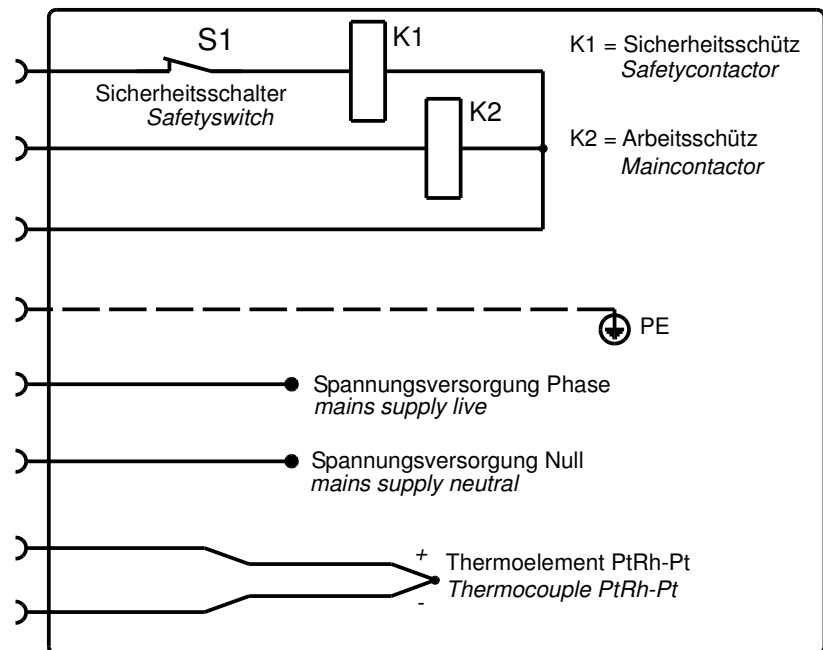 S1
K1
Sicherheitsschalter
Safetyswitch
K2
K1 = Sicherheitsschütz
Safetycontactor
K2 = Arbeitsschütz
Maincontactor
PE
Spannungsversorgung Phase
mains supply live
Spannungsversorgung Null
mains supply neutral
+
Thermoelement PtRh-Pt
Thermocouple PtRh-Pt
-